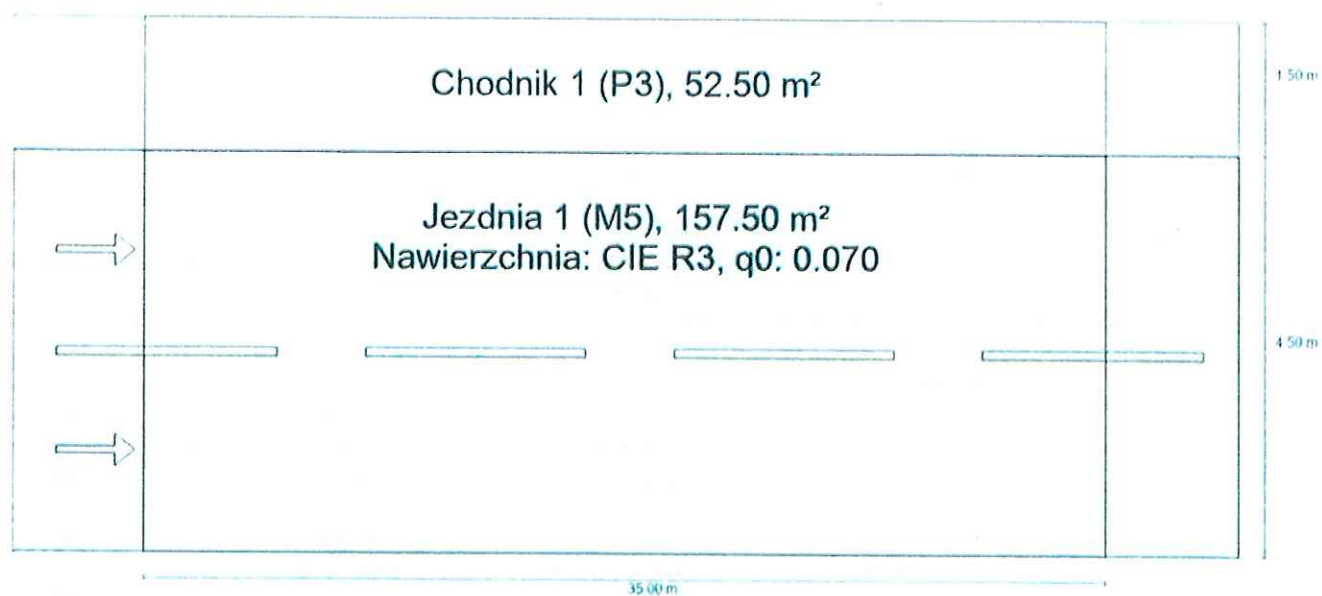 Chodnik 1 (P3), 52.50 m²
1.50 m
Jezdnia 1 (M5), 157.50 m²
Nawierzchnia: CIE R3, q0: 0.070
4.50 m
35.00 m